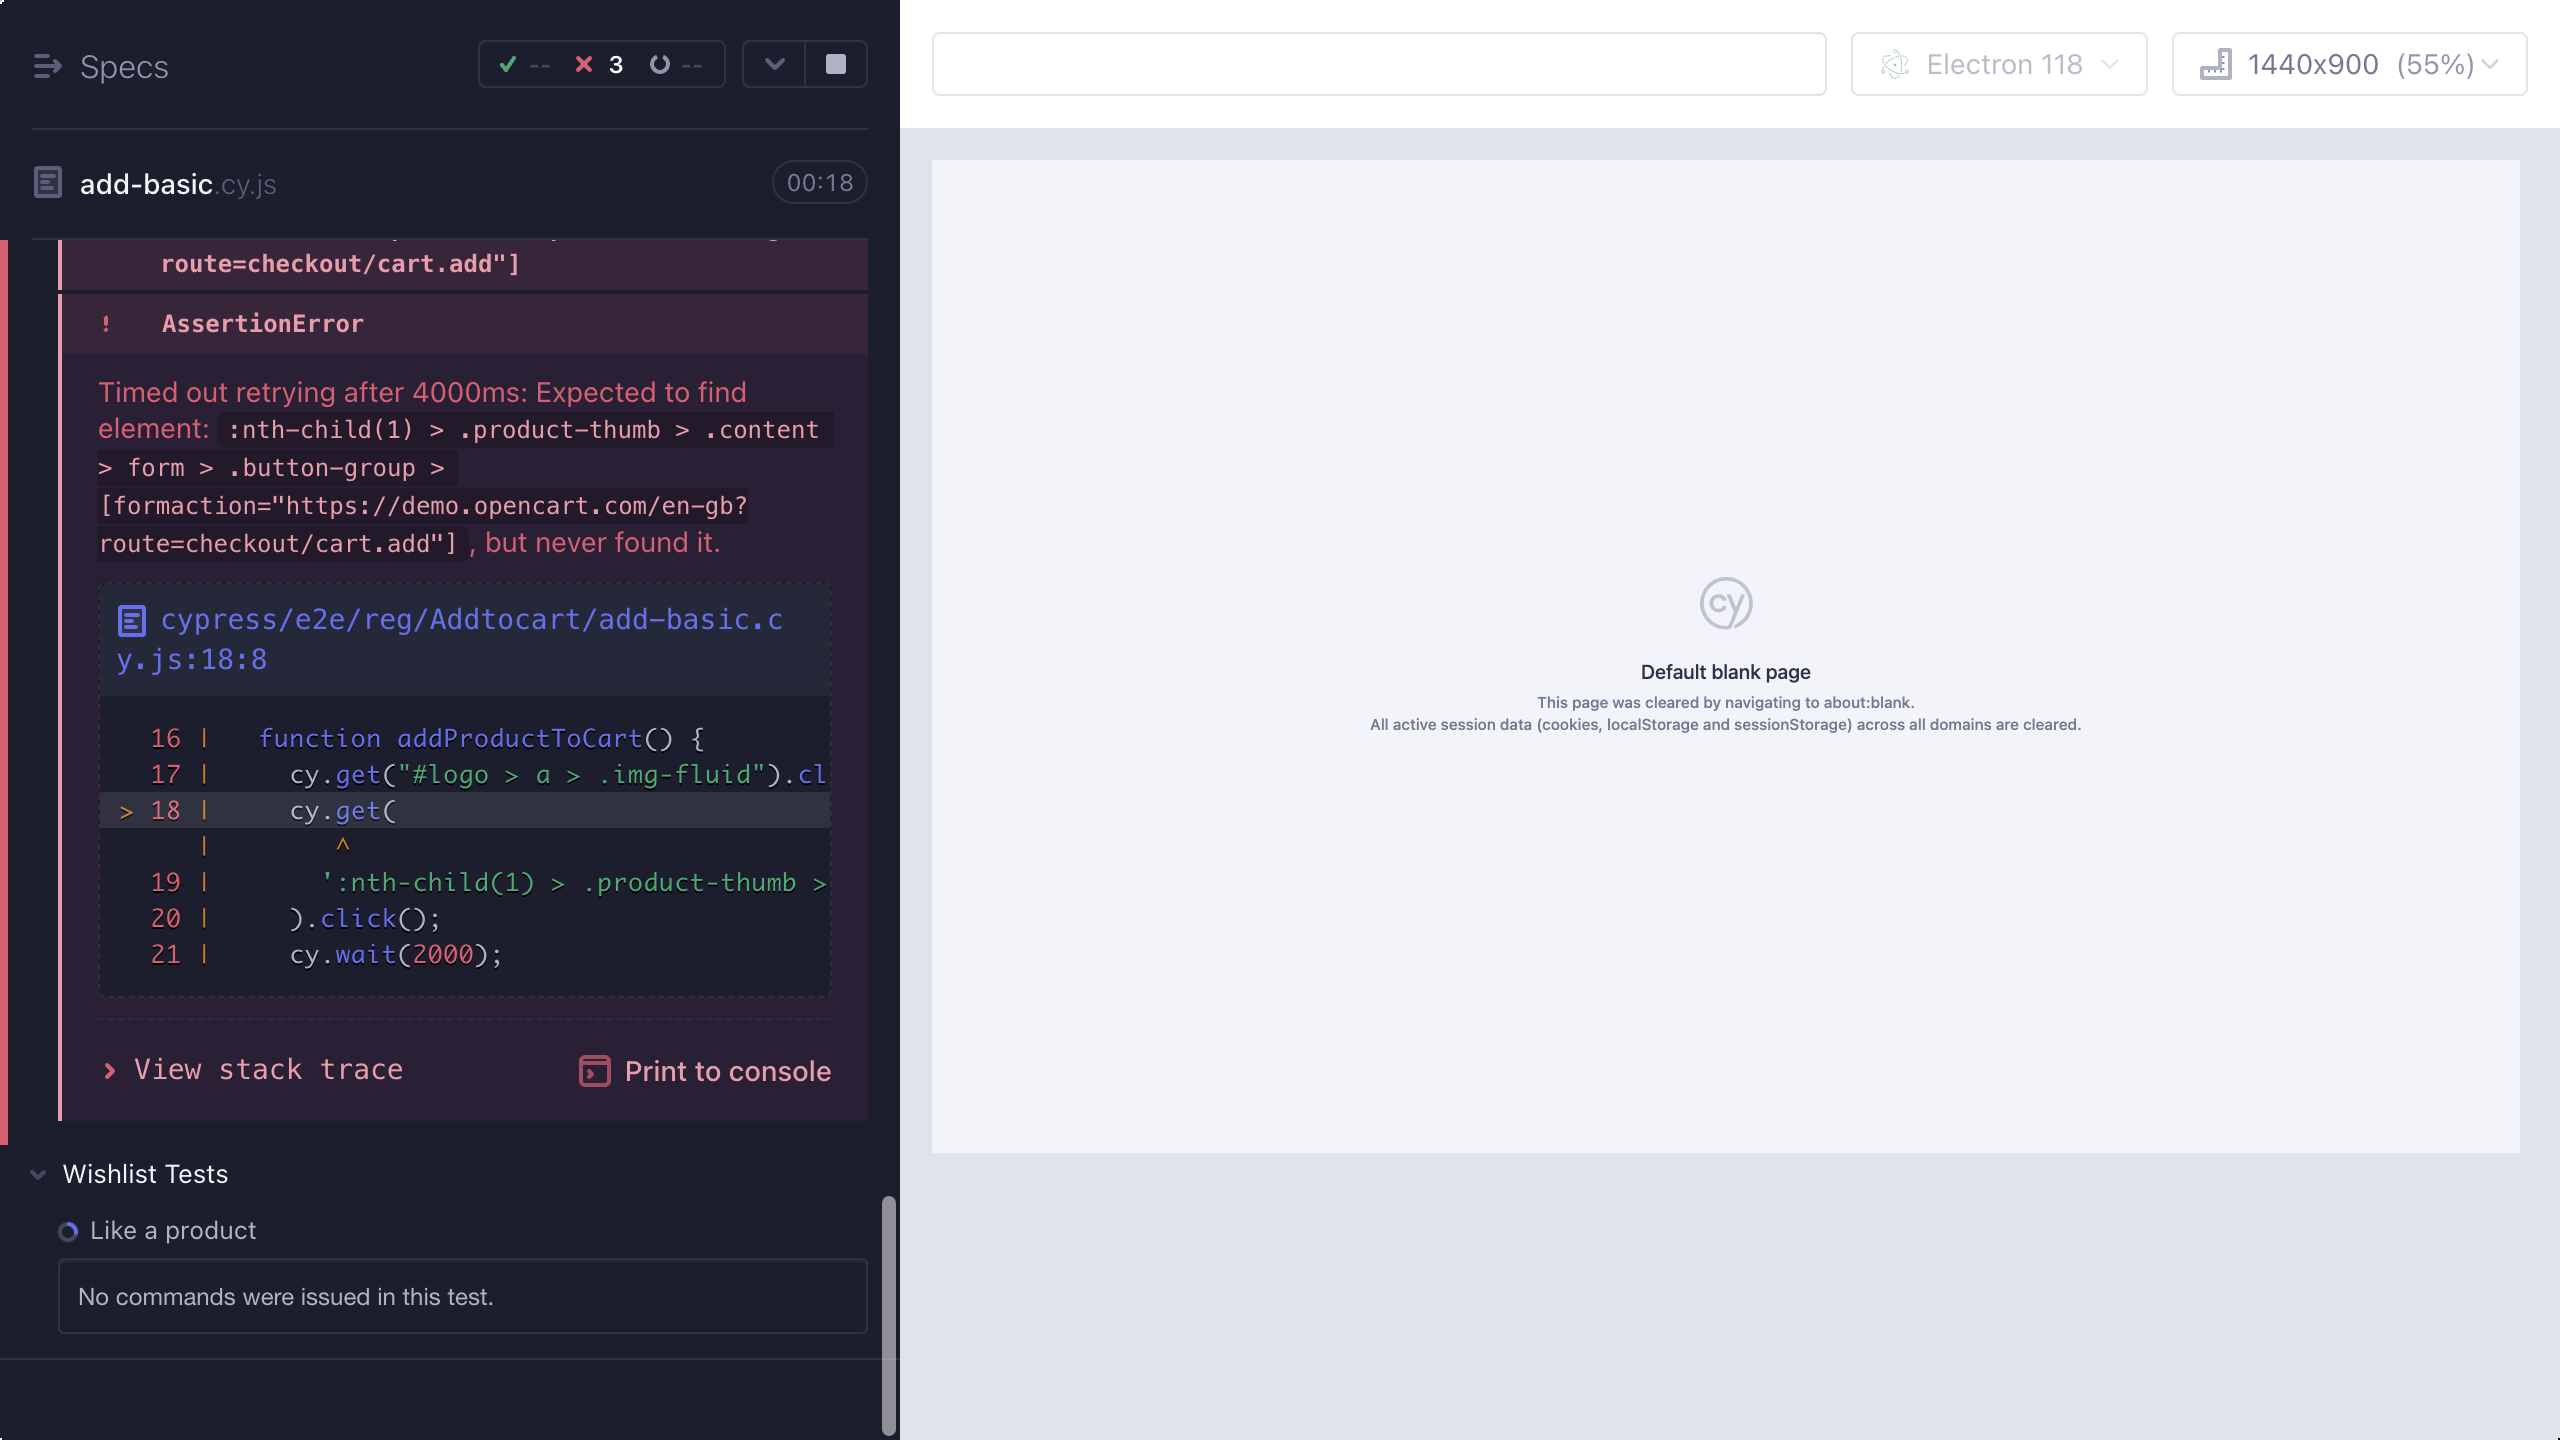 Specs
-- 3 --
Electron 118
1440x900 (55%)
add-basic.cy.js
00:18
route=checkout/cart.add"]
! AssertionError
Timed out retrying after 4000ms: Expected to find
element: :nth-child(1) > .product-thumb > .content
> form > .button-group >
[formaction="https://demo.opencart.com/en-gb?
route=checkout/cart.add"] , but never found it.
cypress/e2e/reg/Addtocart/add-basic.c
y.js:18:8
16 | function addProductToCart() {
17 | cy.get("#logo > a > .img-fluid").cl
> 18 | cy.get(
| ^
19 | ':nth-child(1) > .product-thumb >
20 | ).click();
21 | cy.wait(2000);
View stack trace
Print to console
Wishlist Tests
Like a product
No commands were issued in this test.
cy
Default blank page
This page was cleared by navigating to about:blank.
All active session data (cookies, localStorage and sessionStorage) across all domains are cleared.